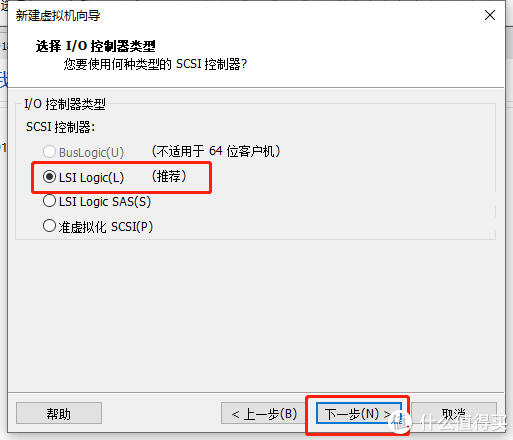 新建虚拟机向导
选择 I/O 控制器类型
您要使用何种类型的 SCSI 控制器?
I/O 控制器类型
SCSI 控制器:
BusLogic(U) (不适用于 64 位客户机)
LSI Logic(L) (推荐)
LSI Logic SAS(S)
准虚拟化 SCSI(P)
帮助 < 上一步(B) 下一步(N) > 取消
值 什么值得买